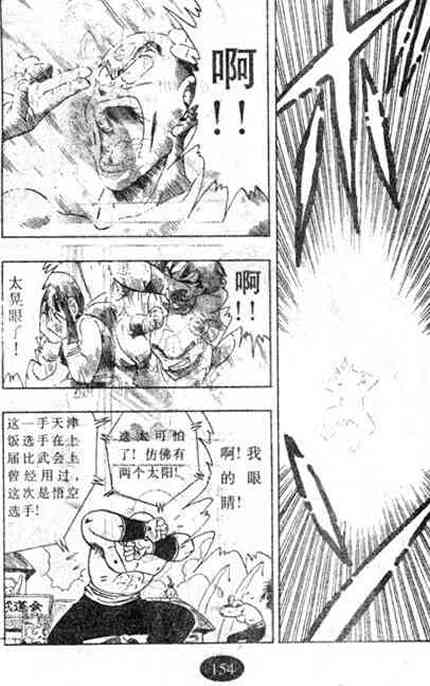 啊
!!
啊
!!
太晃眼了!
我眼
啊!的睛!
这太可怕
了!仿佛有
两个太阳!
这一手天津
饭选手在上
届比武会上
曾经用过,
这次是悟空
选手!
道会
154